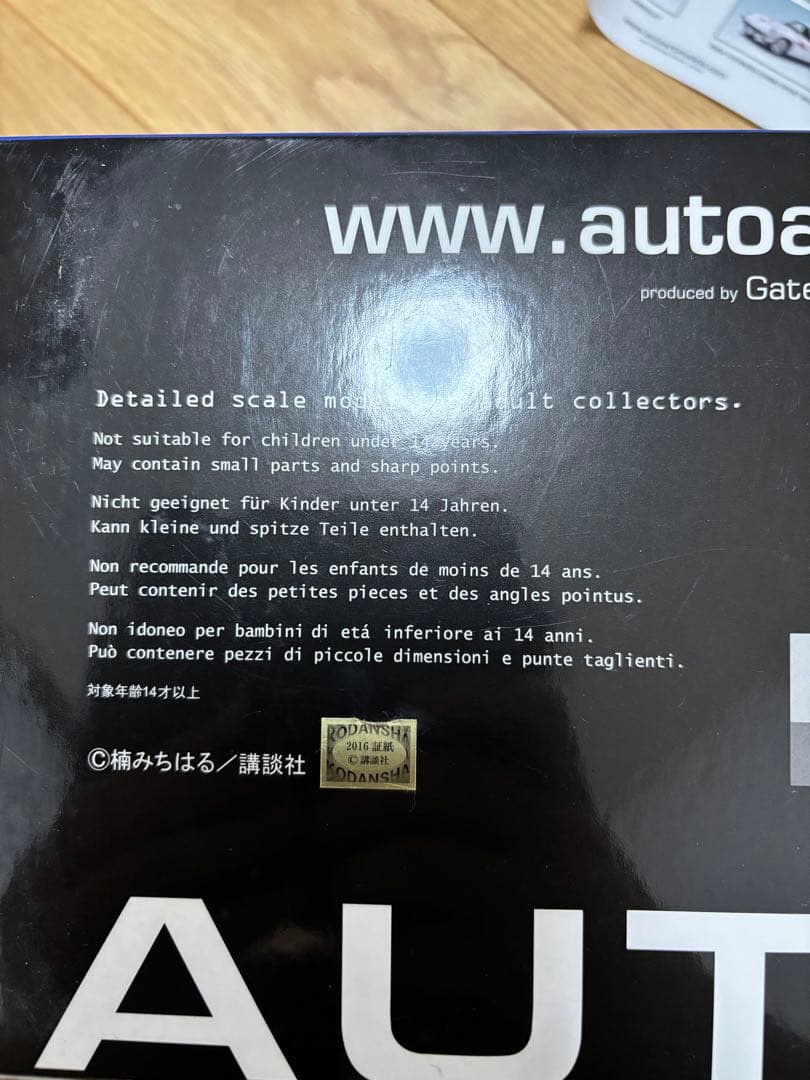 www.autoa
produced by Gate
Detailed scale mod ult collectors.
Not suitable for children under 14 years.
May contain small parts and sharp points.
Nicht geeignet für Kinder unter 14 Jahren.
Kann kleine und spitze Teile enthalten.
Non recommande pour les enfants de moins de 14 ans.
Peut contenir des petites pieces et des angles pointus.
Non idoneo per bambini di etá inferiore ai 14 anni.
Può contenere pezzi di piccole dimensioni e punte taglienti.
対象年齢14才以上
©楠みちはる／講談社
KODANSHA
2016 証紙
© 講談社
KODANSHA
AUT